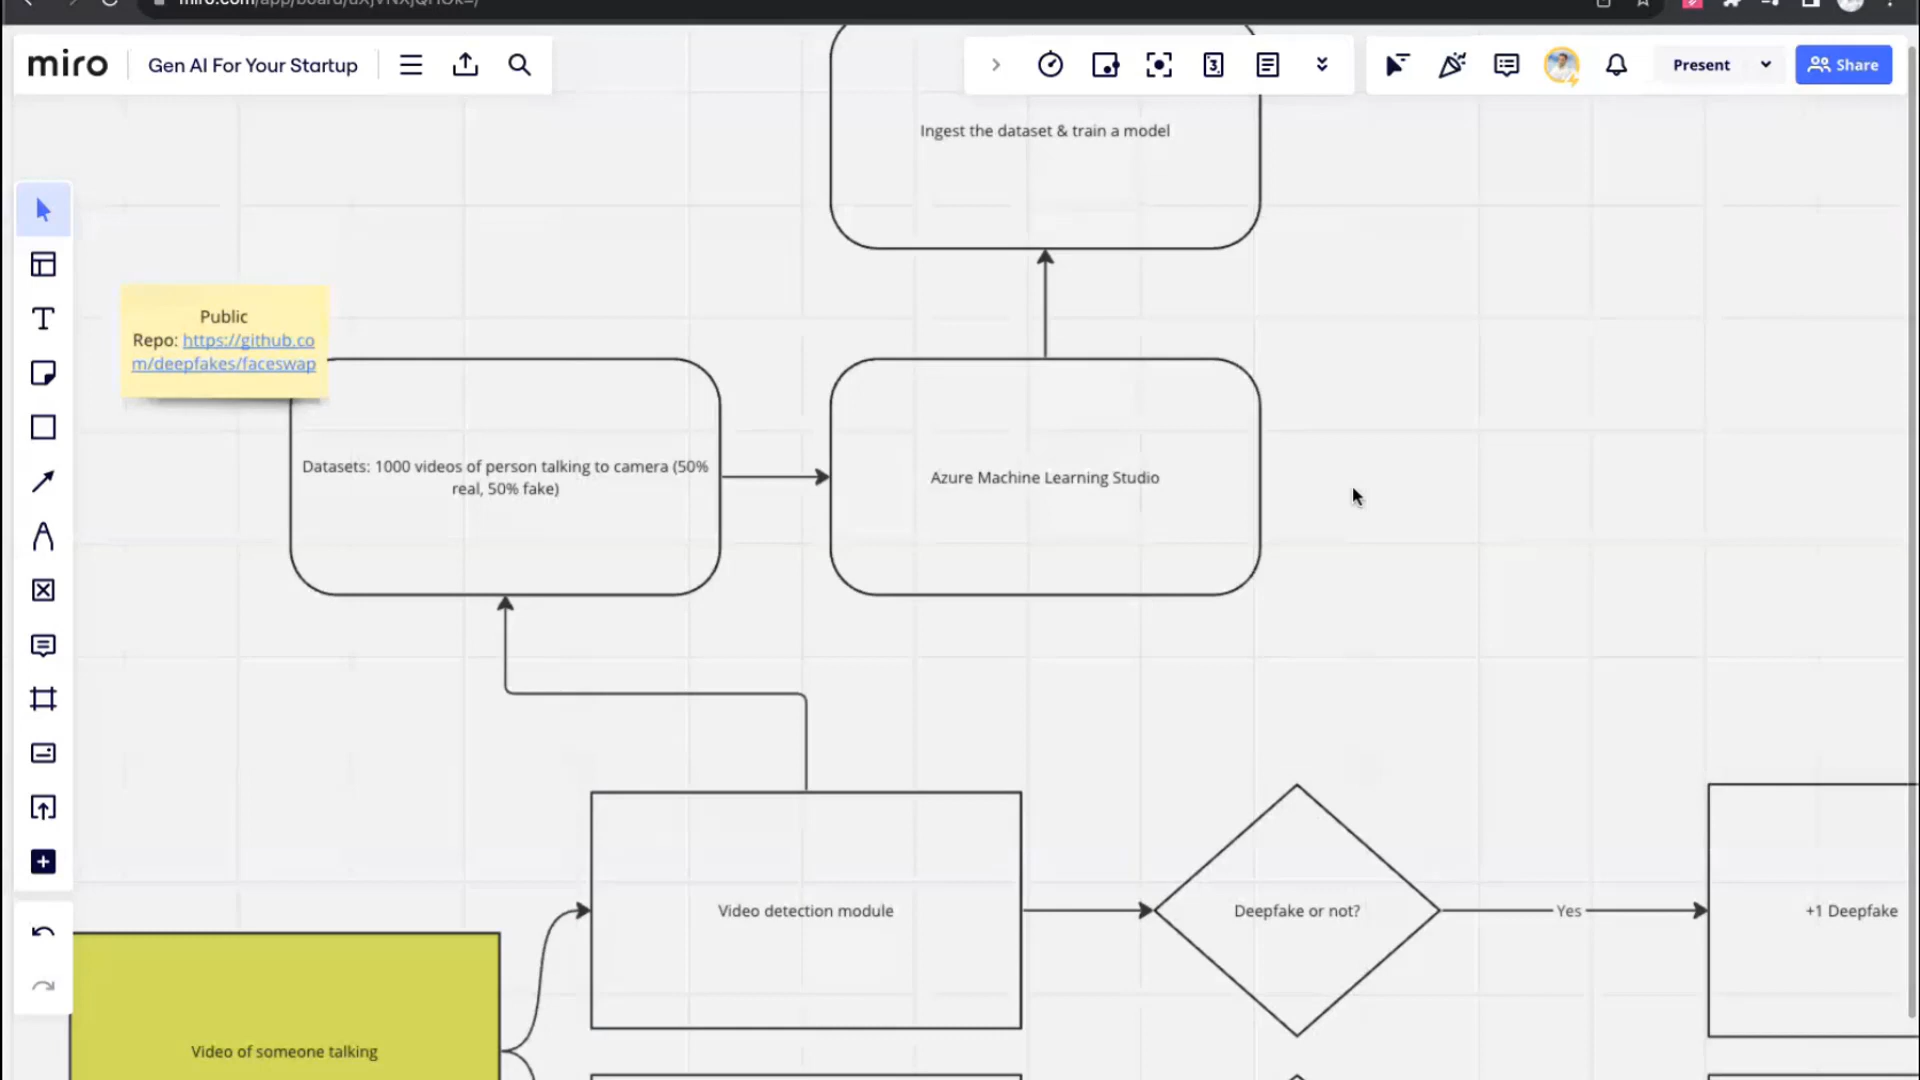 miro
Gen AI For Your Startup
3
Present
Share
Ingest the dataset & train a model
Public
Repo: https://github.co
m/deepfakes/faceswap
Datasets: 1000 videos of person talking to camera (50%
real, 50% fake)
Azure Machine Learning Studio
Video detection module
Deepfake or not?
Yes
+1 Deepfake
Video of someone talking